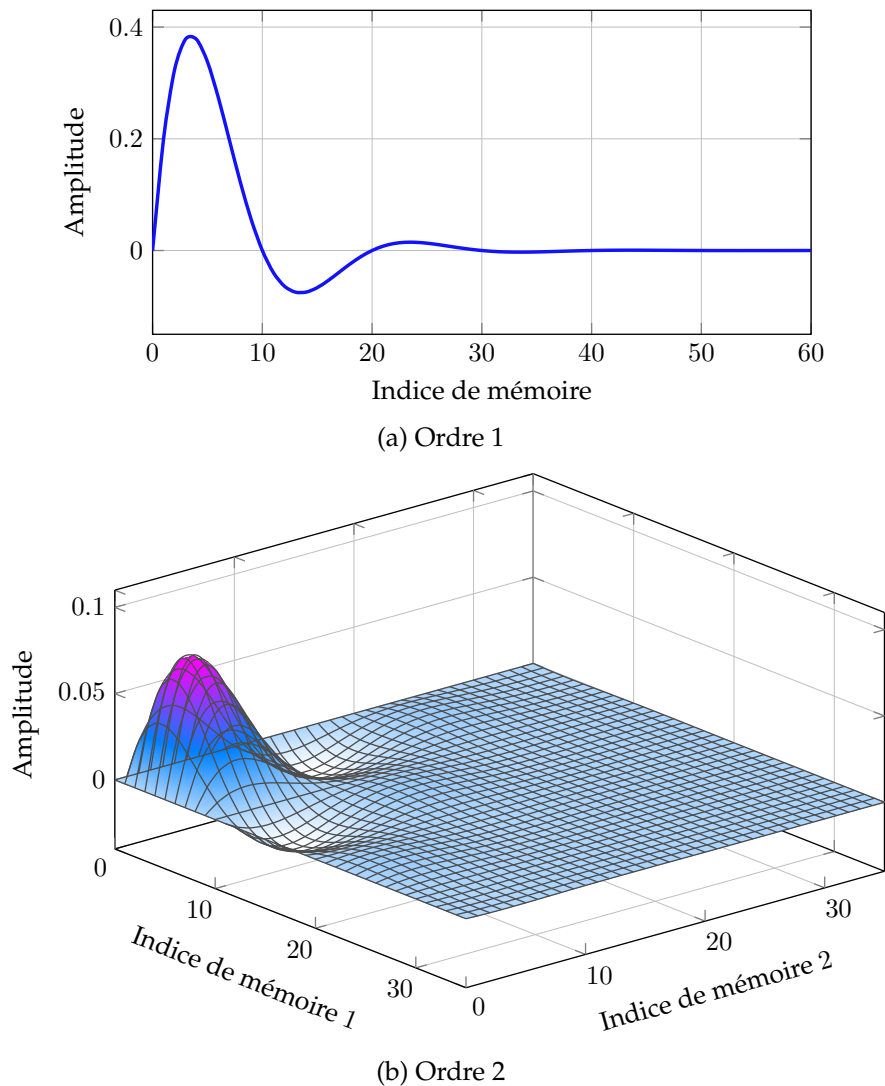 0.4
0.2
0
Amplitude
0 10 20 30 40 50 60
Indice de mémoire
(a) Ordre 1
0.1
0.05
0
Amplitude
0
10
20
30
Indice de mémoire 1
0
10
20
30
Indice de mémoire 2
(b) Ordre 2